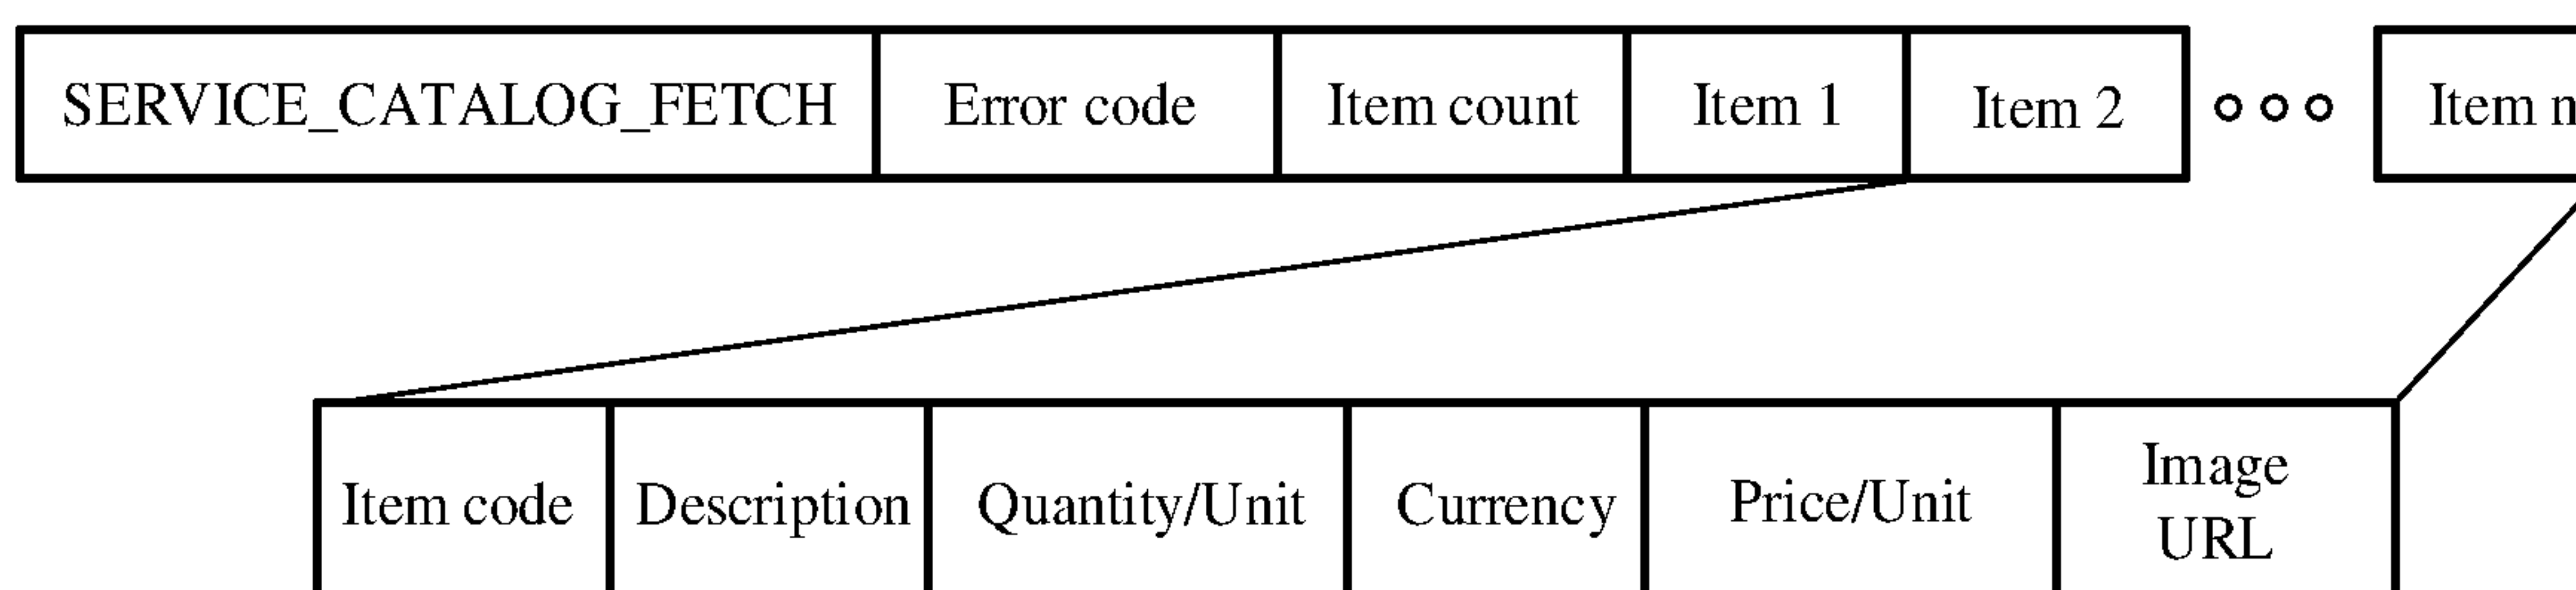 SERVICE_CATALOG_FETCH Error code Item count Item 1 Item 2 Item n
Item code Description Quantity/Unit Currency Price/Unit Image
URL